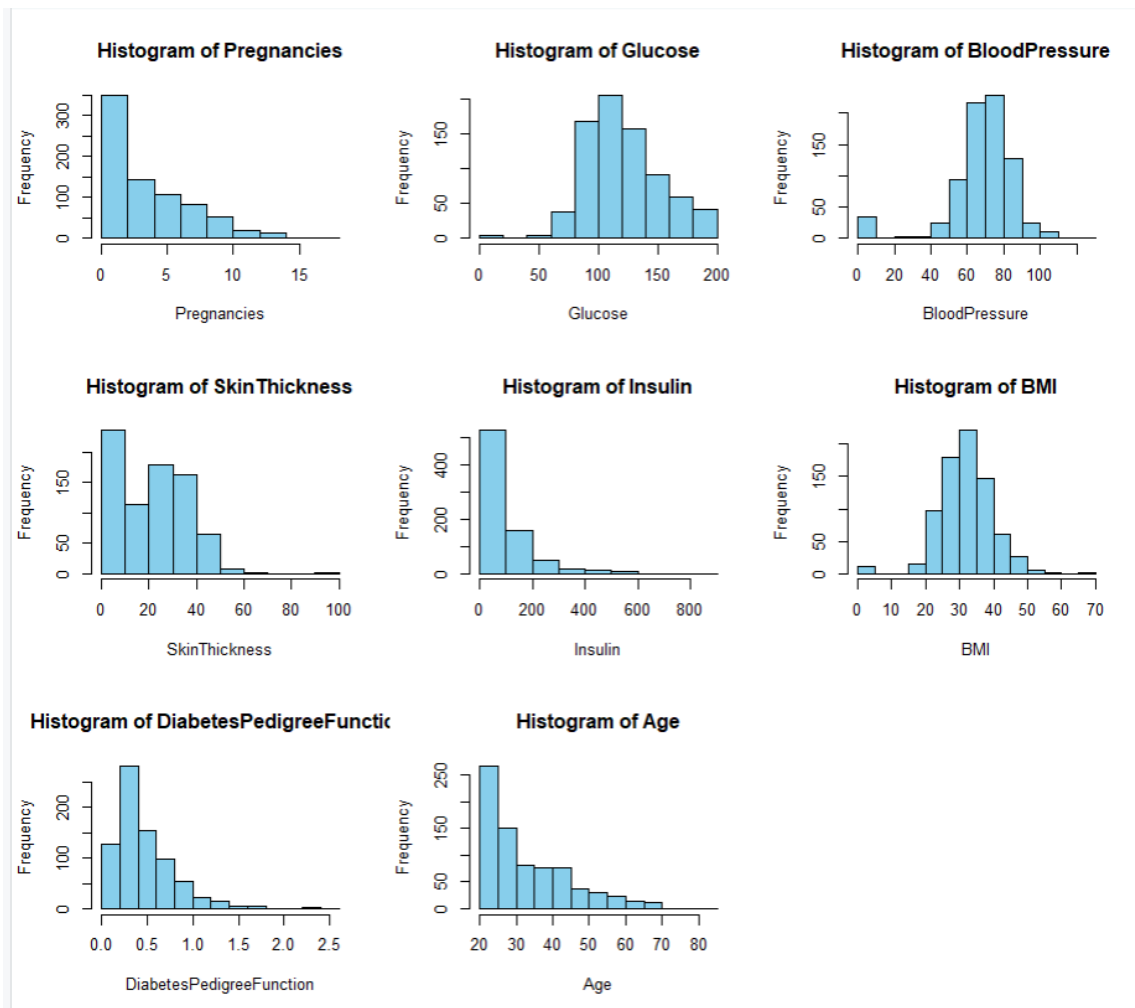 Histogram of Pregnancies
Frequency
0 100 200 300
0 5 10 15
Pregnancies
Histogram of Glucose
Frequency
0 50 150
0 50 100 150 200
Glucose
Histogram of BloodPressure
Frequency
0 50 150
0 20 40 60 80 100
BloodPressure
Histogram of SkinThickness
Frequency
0 50 150
0 20 40 60 80 100
SkinThickness
Histogram of Insulin
Frequency
0 200 400
0 200 400 600 800
Insulin
Histogram of BMI
Frequency
0 50 150
0 10 20 30 40 50 60 70
BMI
Histogram of DiabetesPedigreeFunctic
Frequency
0 100 200
0.0 0.5 1.0 1.5 2.0 2.5
DiabetesPedigreeFunction
Histogram of Age
Frequency
0 50 150 250
20 30 40 50 60 70 80
Age